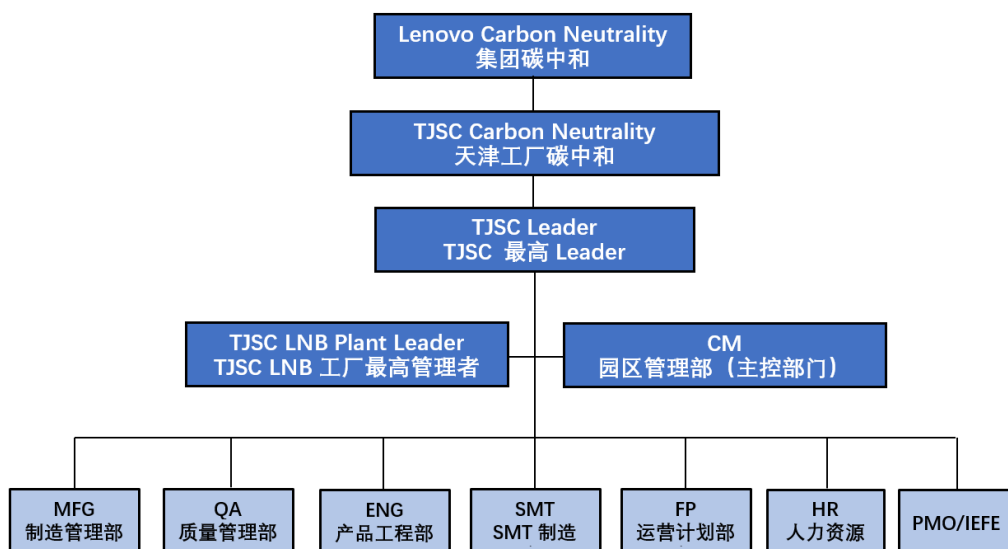 Lenovo Carbon Neutrality
集团碳中和
TJSC Carbon Neutrality
天津工厂碳中和
TJSC Leader
TJSC 最高 Leader
TJSC LNB Plant Leader
TJSC LNB 工厂最高管理者
CM
园区管理部（主控部门）
MFG
制造管理部
QA
质量管理部
ENG
产品工程部
SMT
SMT 制造
FP
运营计划部
HR
人力资源
PMO/IEFE